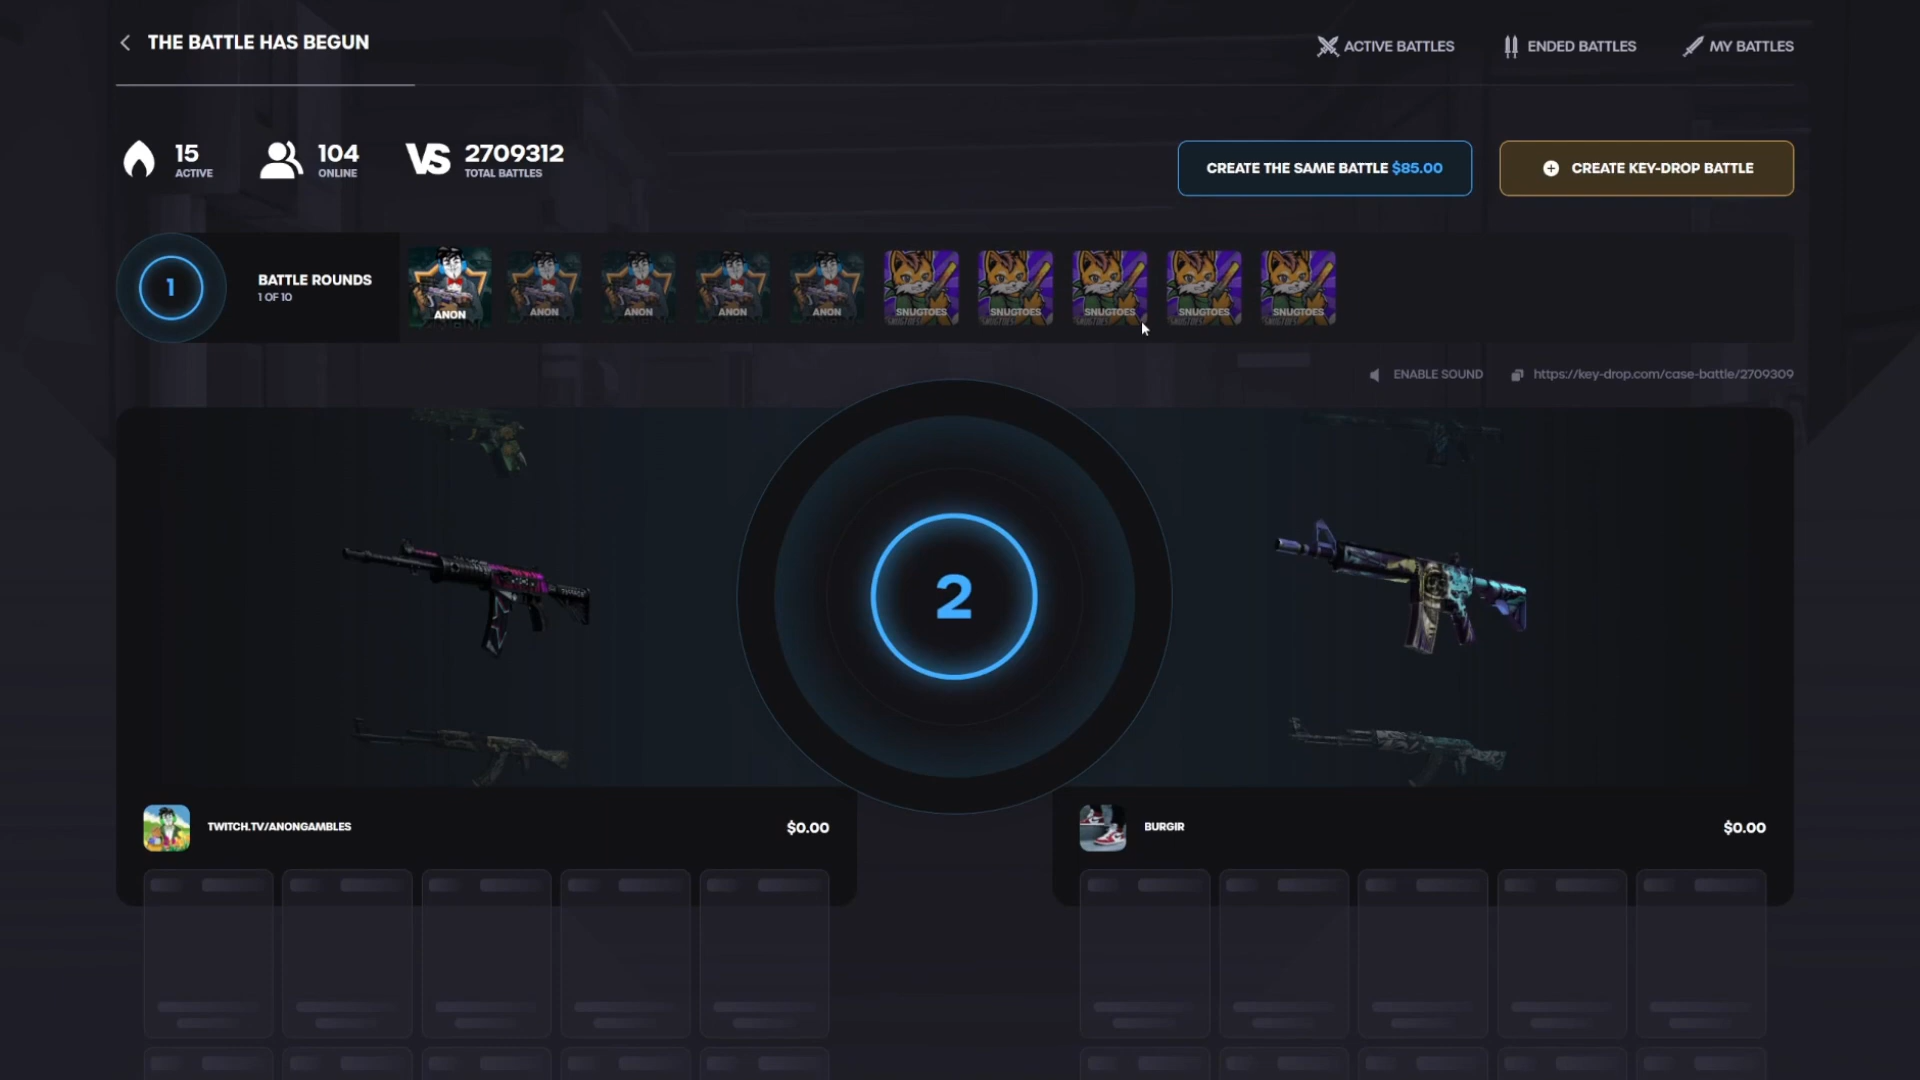 THE BATTLE HAS BEGUN
ACTIVE BATTLES
ENDED BATTLES
MY BATTLES
15
ACTIVE
104
ONLINE
VS
2709312
TOTAL BATTLES
CREATE THE SAME BATTLE $85.00
CREATE KEY-DROP BATTLE
1
BATTLE ROUNDS
1 OF 10
ANON
ANON
ANON
ANON
ANON
SNUGTOES
SNUGTOES
SNUGTOES
SNUGTOES
SNUGTOES
ENABLE SOUND
https://key-drop.com/case-battle/2709309
2
TWITCH.TV/ANONGAMBLES
$0.00
BURGIR
$0.00